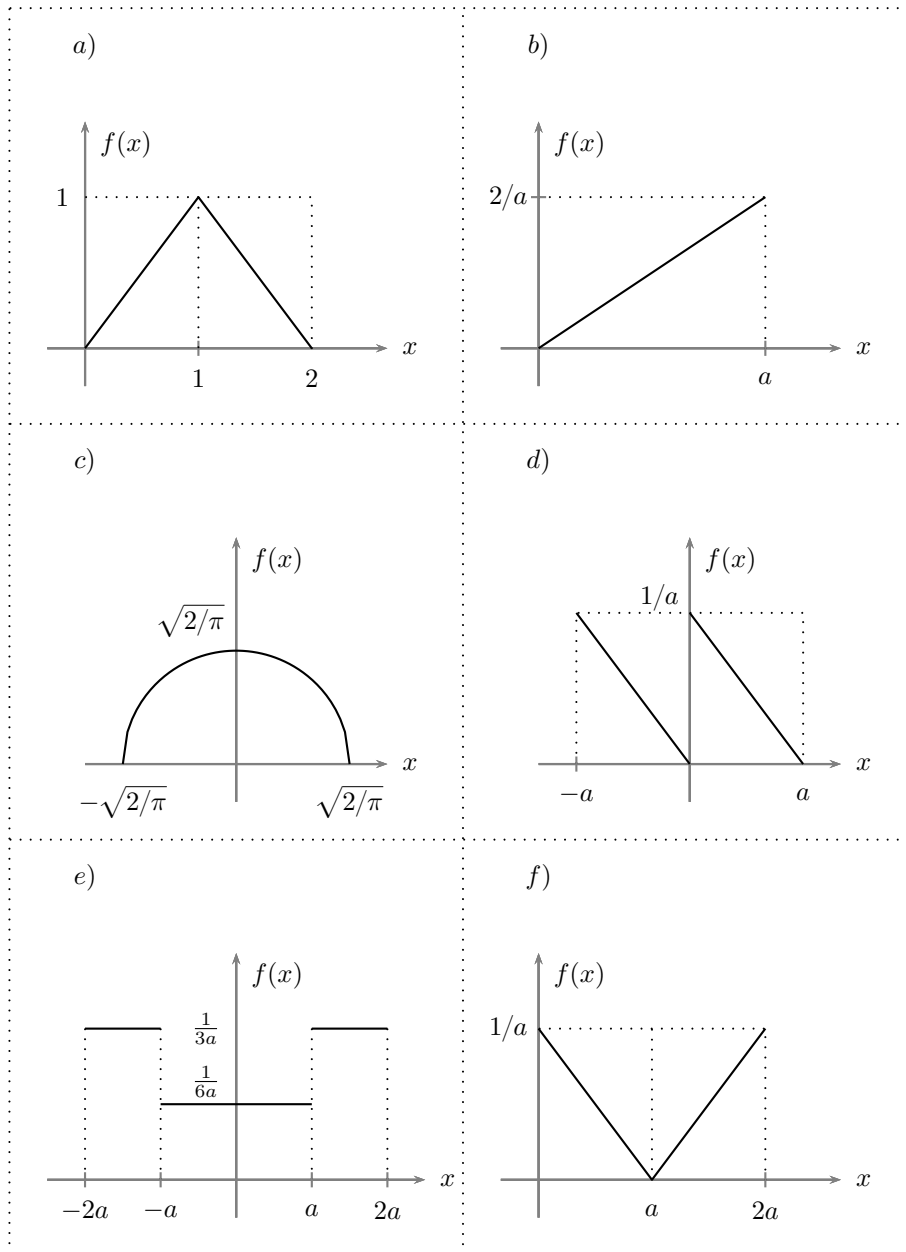 a)
b)
f(x)
1
1
2
x
f(x)
2/a
a
x
c)
d)
f(x)
√2/π
x
−√2/π
√2/π
f(x)
1/a
x
−a
a
e)
f)
f(x)
1/3a
1/6a
x
−2a
−a
a
2a
f(x)
1/a
x
a
2a